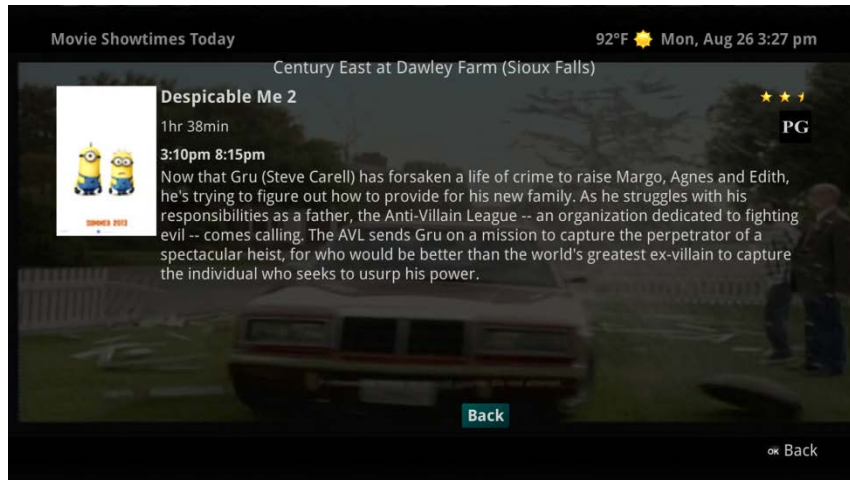 Movie Showtimes Today
92°F Mon, Aug 26 3:27 pm
Century East at Dawley Farm (Sioux Falls)
Despicable Me 2
1hr 38min
PG
3:10pm 8:15pm
Now that Gru (Steve Carell) has forsaken a life of crime to raise Margo, Agnes and Edith,
he's trying to figure out how to provide for his new family. As he struggles with his
responsibilities as a father, the Anti-Villain League -- an organization dedicated to fighting
evil -- comes calling. The AVL sends Gru on a mission to capture the perpetrator of a
spectacular heist, for who would be better than the world's greatest ex-villain to capture
the individual who seeks to usurp his power.
SUMMER 2013
Back
OK Back